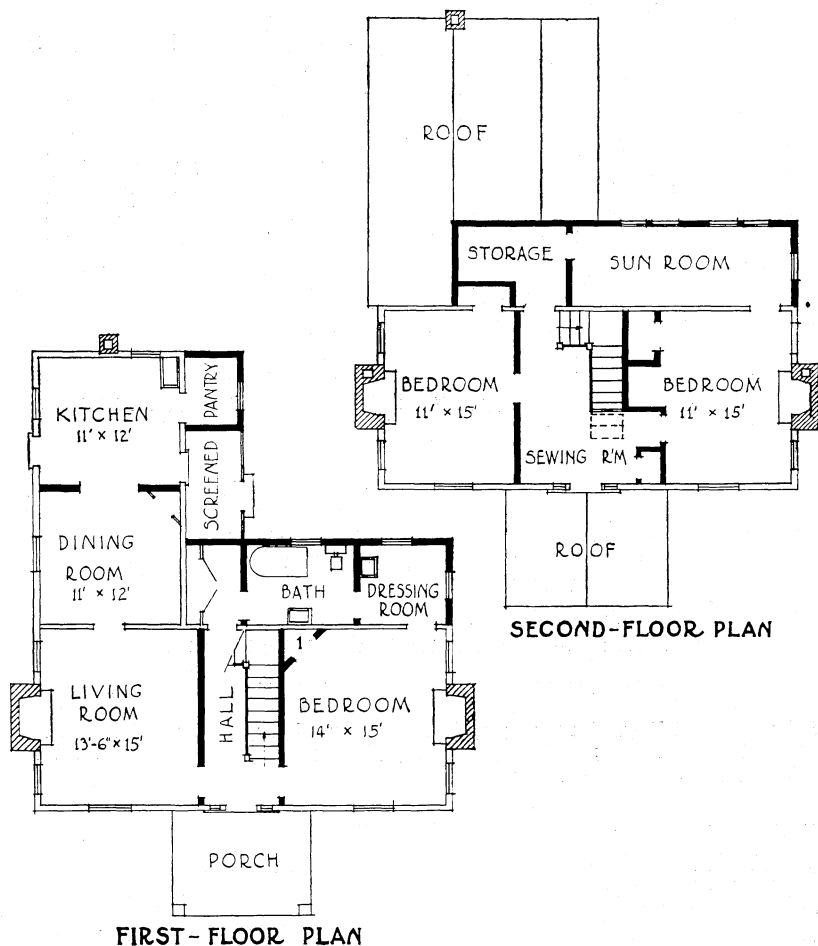 ROOF
STORAGE
SUN ROOM
BEDROOM
11' × 15'
BEDROOM
11' × 15'
SEWING R'M
ROOF
SECOND-FLOOR PLAN
KITCHEN
11' × 12'
PANTRY
SCREENED
DINING
ROOM
11' × 12'
BATH
DRESSING
ROOM
1
LIVING
ROOM
13'-6" × 15'
HALL
BEDROOM
14' × 15'
PORCH
FIRST-FLOOR PLAN